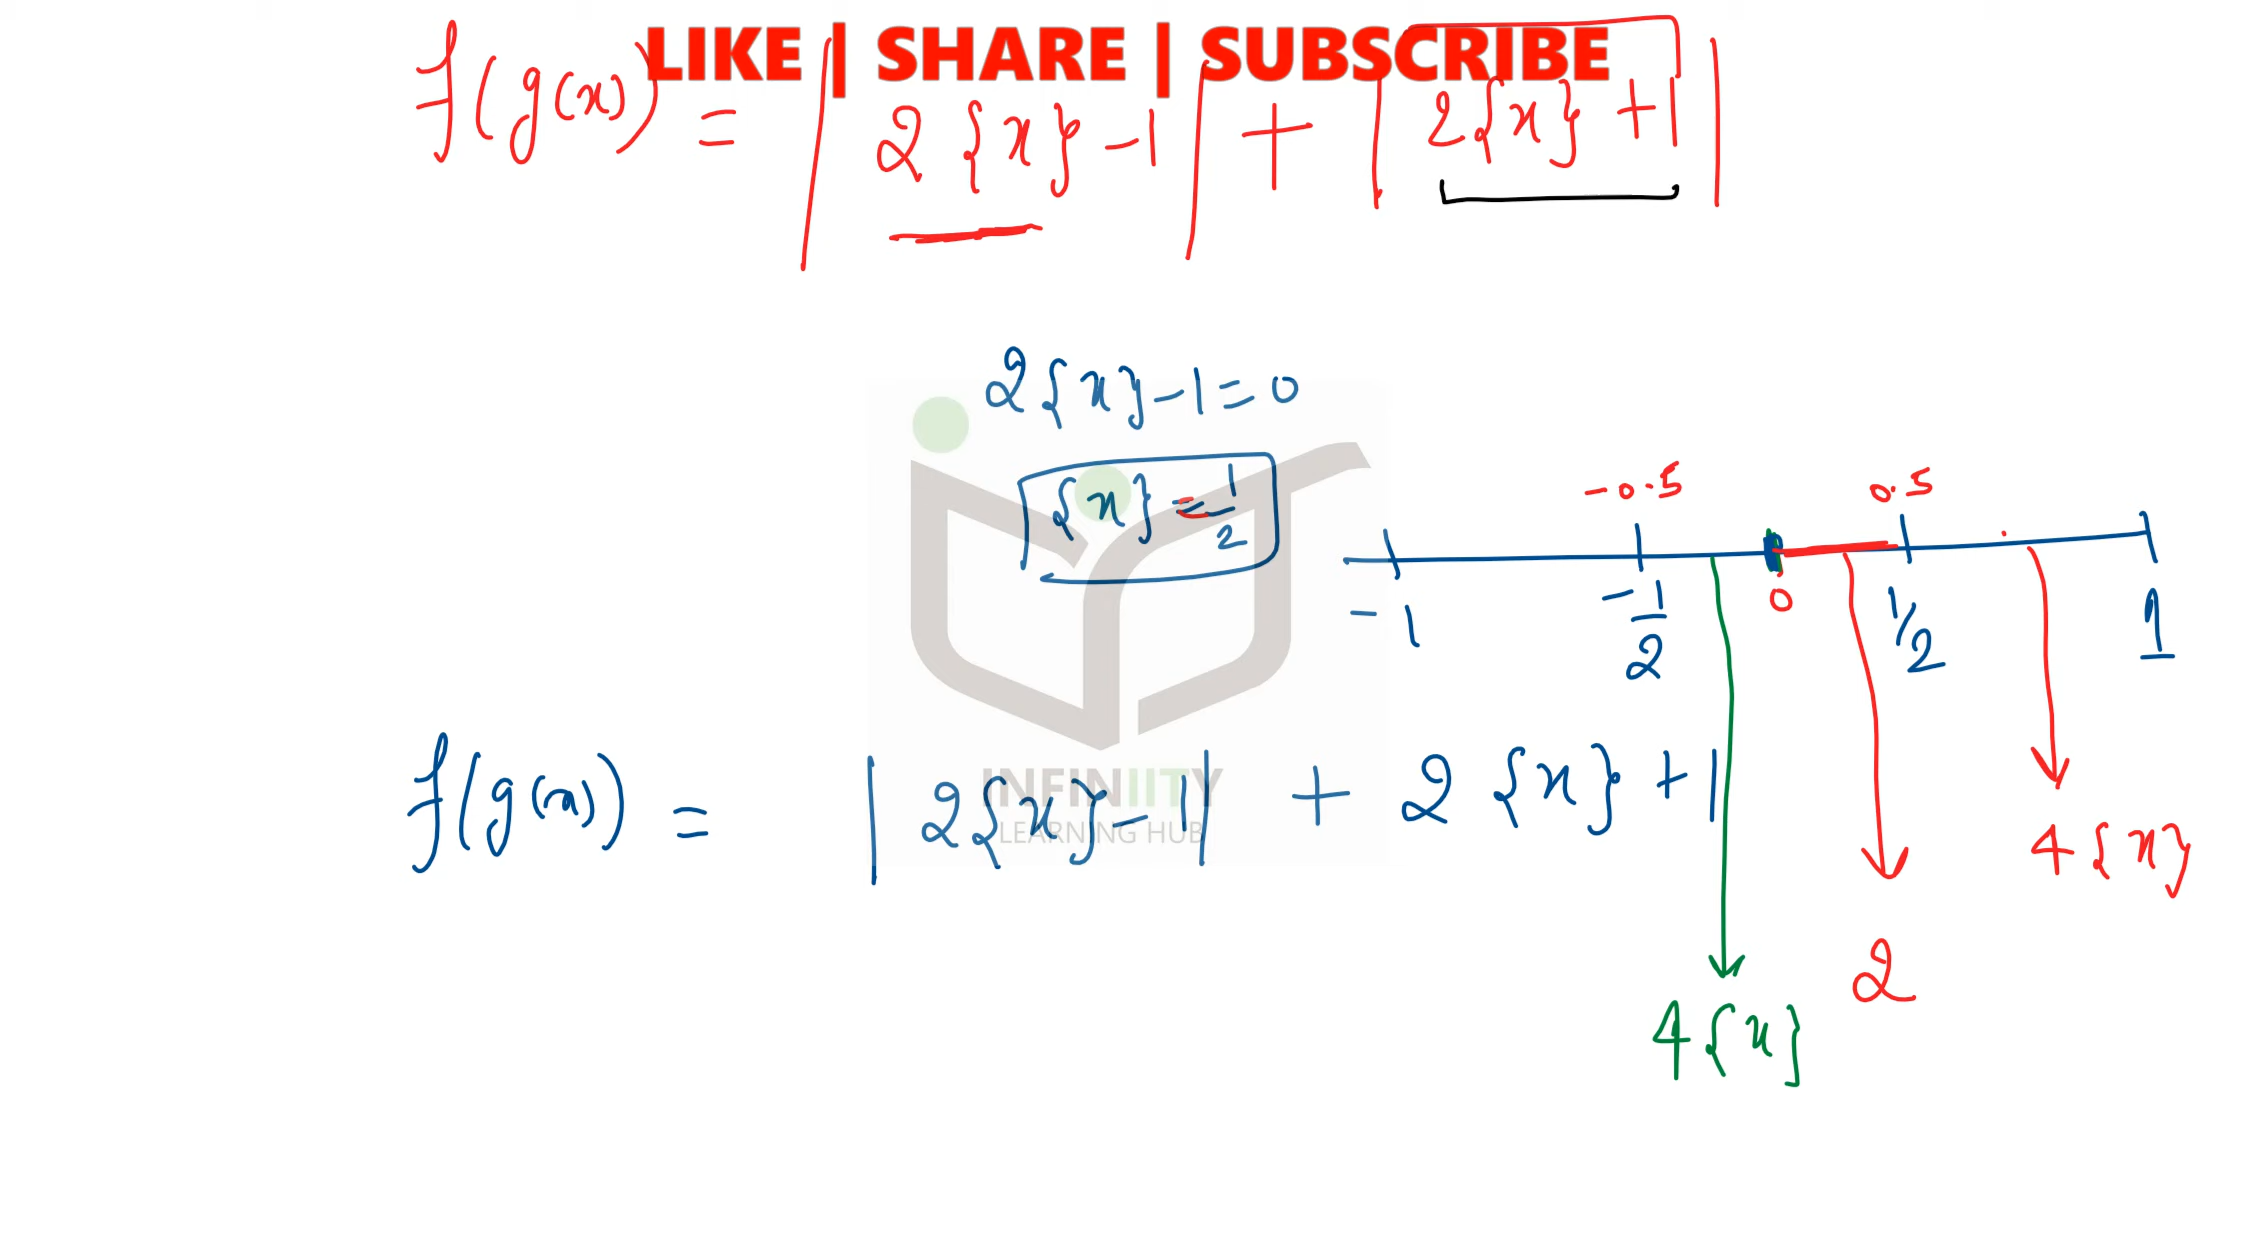 LIKE | SHARE | SUBSCRIBE
f(g(x)) = |2{x}-1| + |2{x}+1|
2{x}-1=0
{x}=1/2
-0.5 0.5
0
-1 -1/2 1/2 1
f(g(x)) = |2{x}-1| + 2{x}+1
INFINIITY
LEARNING HUB
4{x}
2
4{x}